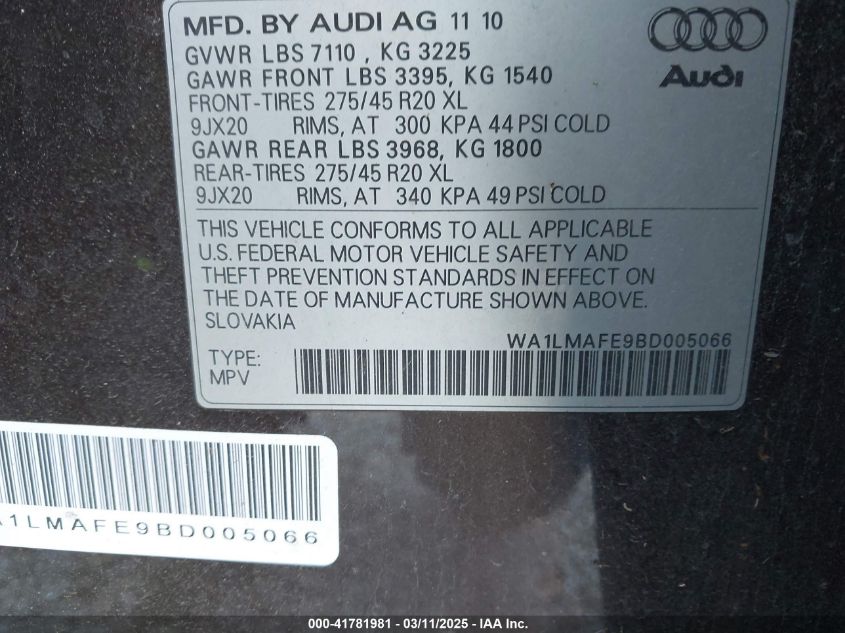 MFD. BY AUDI AG 11 10
GVWR LBS 7110 , KG 3225
GAWR FRONT LBS 3395, KG 1540
FRONT-TIRES 275/45 R20 XL
9JX20 RIMS, AT 300 KPA 44 PSI COLD
GAWR REAR LBS 3968, KG 1800
REAR-TIRES 275/45 R20 XL
9JX20 RIMS, AT 340 KPA 49 PSI COLD
Audi
THIS VEHICLE CONFORMS TO ALL APPLICABLE
U.S. FEDERAL MOTOR VEHICLE SAFETY AND
THEFT PREVENTION STANDARDS IN EFFECT ON
THE DATE OF MANUFACTURE SHOWN ABOVE.
SLOVAKIA
WA1LMAFE9BD005066
TYPE:
MPV
A1LMAFE9BD005066
000-41781981 - 03/11/2025 - IAA Inc.